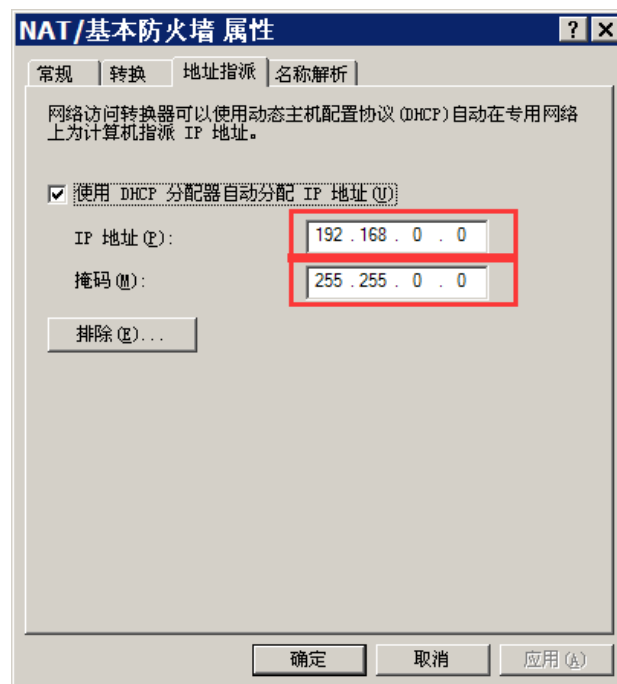 NAT/基本防火墙 属性
常规 转换 地址指派 名称解析
网络访问转换器可以使用动态主机配置协议(DHCP)自动在专用网络
上为计算机指派 IP 地址。
使用 DHCP 分配器自动分配 IP 地址(U)
IP 地址(P): 192 . 168 . 0 . 0
掩码(M): 255 . 255 . 0 . 0
排除(E)...
确定 取消 应用(A)